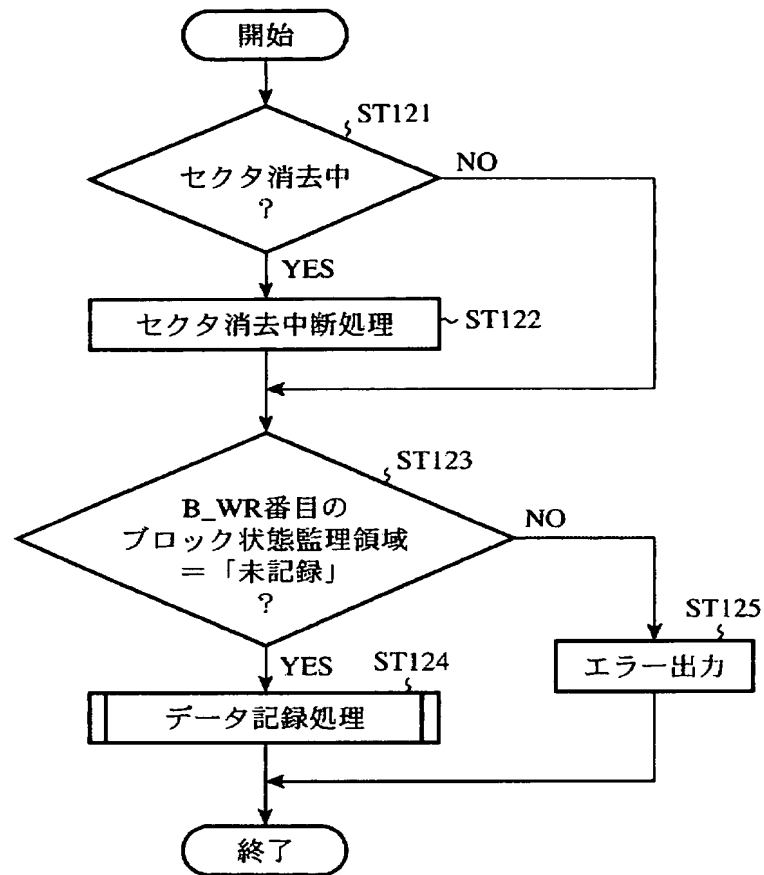 開始
ST121
セクタ消去中
?
NO
YES
セクタ消去中断処理
ST122
ST123
B_WR番目の
ブロック状態監理領域
=「未記録」
?
NO
YES
ST124
データ記録処理
ST125
エラー出力
終了